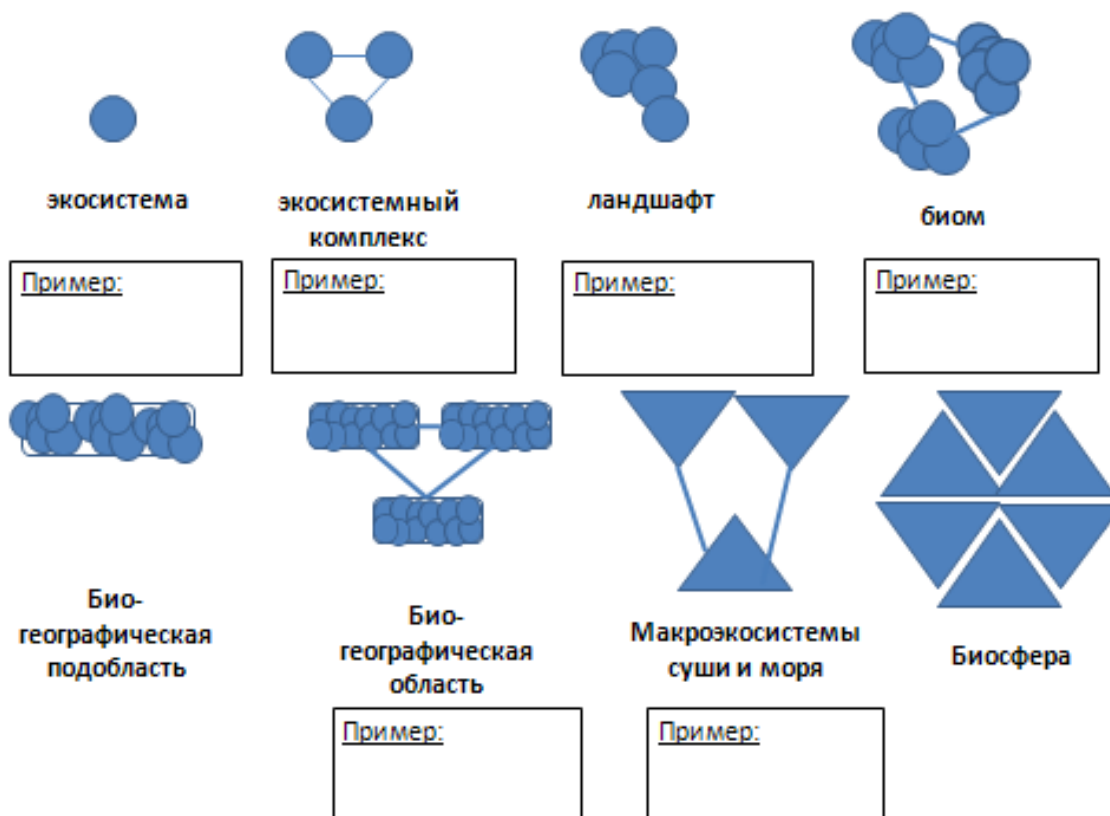 экосистема
экосистемный
комплекс
ландшафт
биом
Пример:
Пример:
Пример:
Пример:
Био-
географическая
подобласть
Био-
географическая
область
Макроэкосистемы
суши и моря
Биосфера
Пример:
Пример: